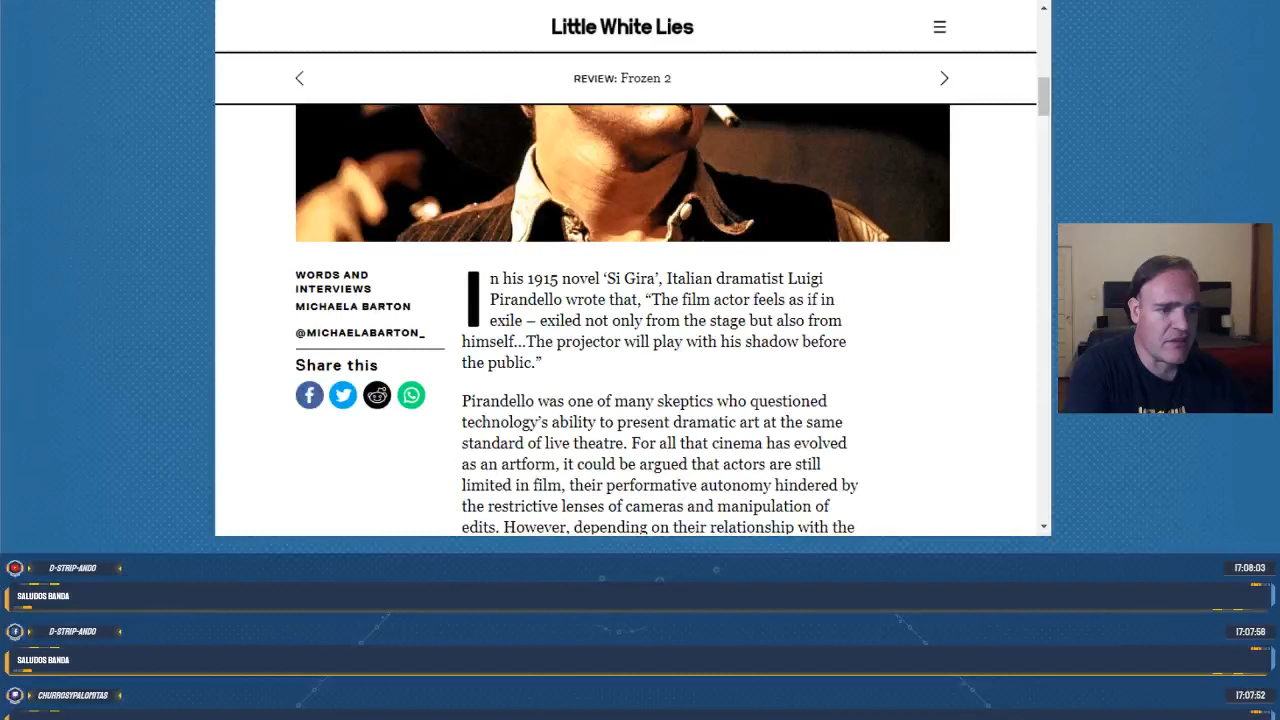 Little White Lies
REVIEW: Frozen 2
WORDS AND
INTERVIEWS
MICHAELA BARTON
@MICHAELABARTON_
Share this
In his 1915 novel ‘Si Gira’, Italian dramatist Luigi
Pirandello wrote that, “The film actor feels as if in
exile – exiled not only from the stage but also from
himself…The projector will play with his shadow before
the public.”
Pirandello was one of many skeptics who questioned
technology’s ability to present dramatic art at the same
standard of live theatre. For all that cinema has evolved
as an artform, it could be argued that actors are still
limited in film, their performative autonomy hindered by
the restrictive lenses of cameras and manipulation of
edits. However, depending on their relationship with the
D-STRIP-ANDO
17:08:03
SALUDOS BANDA
D-STRIP-ANDO
17:07:58
SALUDOS BANDA
CHURROSYPALOMITAS
17:07:52